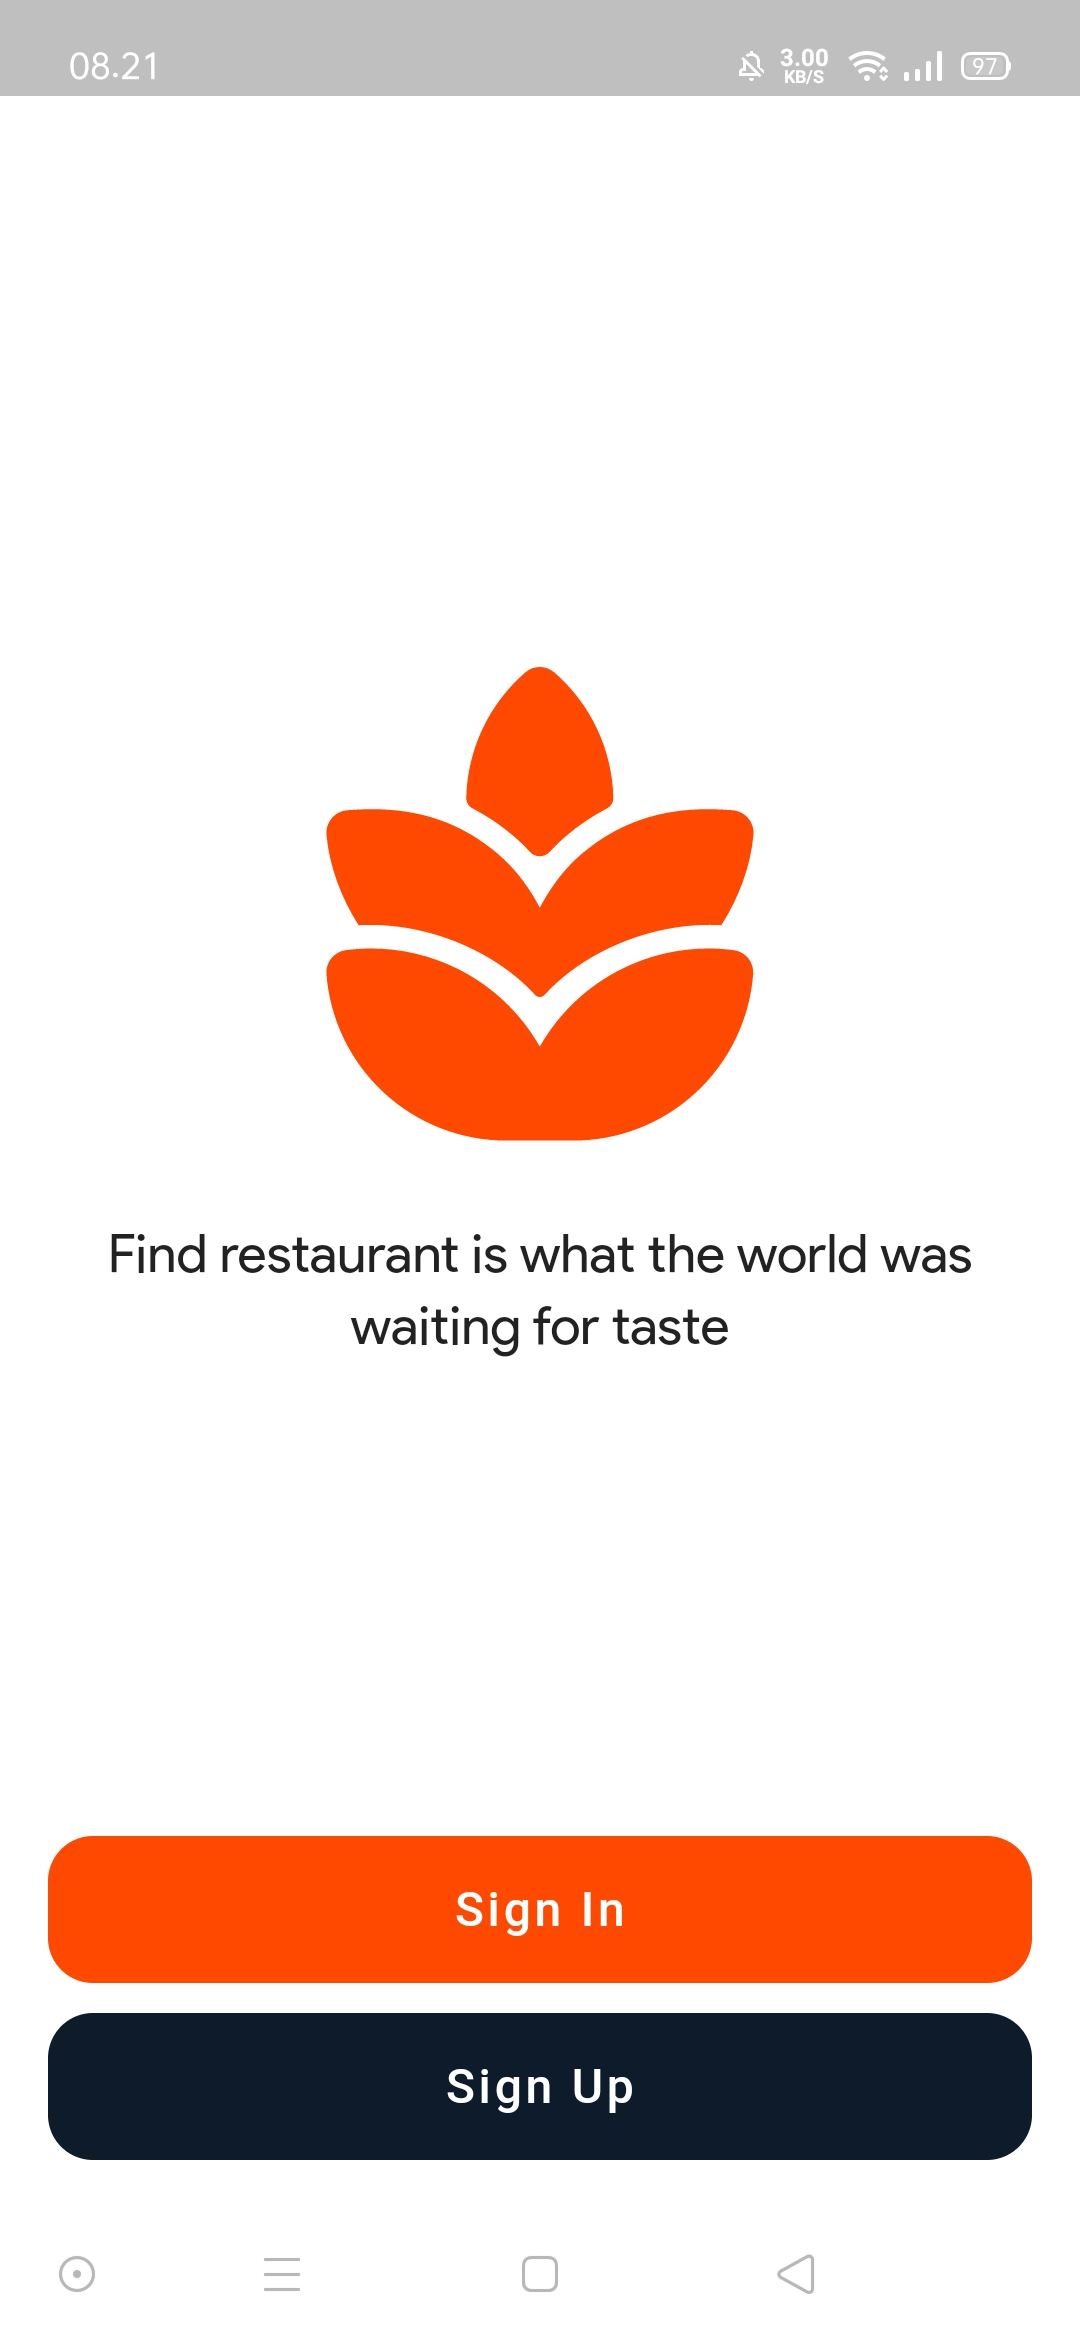 08.21
3.00
KB/S
97
Find restaurant is what the world was
waiting for taste
Sign In
Sign Up